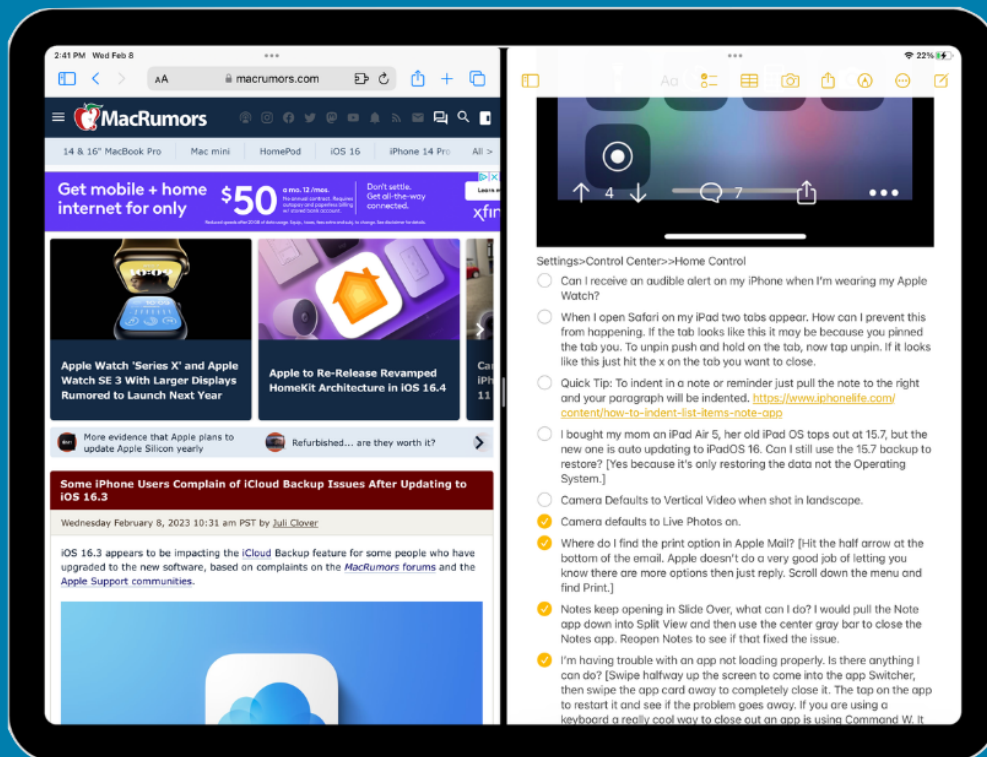 2:41 PM Wed Feb 8
AA
macrumors.com
MacRumors
14 & 16" MacBook Pro
Mac mini
HomePod
iOS 16
iPhone 14 Pro
All >
Get mobile + home
internet for only
$50
a mo. 12/mos.
Don't settle.
Get all-the-way
connected.
xfin
Apple Watch 'Series X' and Apple
Watch SE 3 With Larger Displays
Rumored to Launch Next Year
Apple to Re-Release Revamped
HomeKit Architecture in iOS 16.4
Ca
iPh
11
More evidence that Apple plans to
update Apple Silicon yearly
Refurbished... are they worth it?
Some iPhone Users Complain of iCloud Backup Issues After Updating to
iOS 16.3
Wednesday February 8, 2023 10:31 am PST by Juli Clover
iOS 16.3 appears to be impacting the iCloud Backup feature for some people who have
upgraded to the new software, based on complaints on the MacRumors forums and the
Apple Support communities.
22%
Aa
4
7
Settings>Control Center>>Home Control
Can I receive an audible alert on my iPhone when I'm wearing my Apple
Watch?
When I open Safari on my iPad two tabs appear. How can I prevent this
from happening. If the tab looks like this it may be because you pinned
the tab you. To unpin push and hold on the tab, now tap unpin. If it looks
like this just hit the x on the tab you want to close.
Quick Tip: To indent in a note or reminder just pull the note to the right
and your paragraph will be indented. https://www.iphonelife.com/
content/how-to-indent-list-items-note-app
I bought my mom an iPad Air 5, her old iPad OS tops out at 15.7, but the
new one is auto updating to iPadOS 16. Can I still use the 15.7 backup to
restore? [Yes because it's only restoring the data not the Operating
System.]
Camera Defaults to Vertical Video when shot in landscape.
Camera defaults to Live Photos on.
Where do I find the print option in Apple Mail? [Hit the half arrow at the
bottom of the email. Apple doesn't do a very good job of letting you
know there are more options then just reply. Scroll down the menu and
find Print.]
Notes keep opening in Slide Over, what can I do? I would pull the Note
app down into Split View and then use the center gray bar to close the
Notes app. Reopen Notes to see if that fixed the issue.
I'm having trouble with an app not loading properly. Is there anything I
can do? [Swipe halfway up the screen to come into the app Switcher,
then swipe the app card away to completely close it. The tap on the app
to restart it and see if the problem goes away. If you are using a
keyboard a really cool way to close out an app is using Command W. It